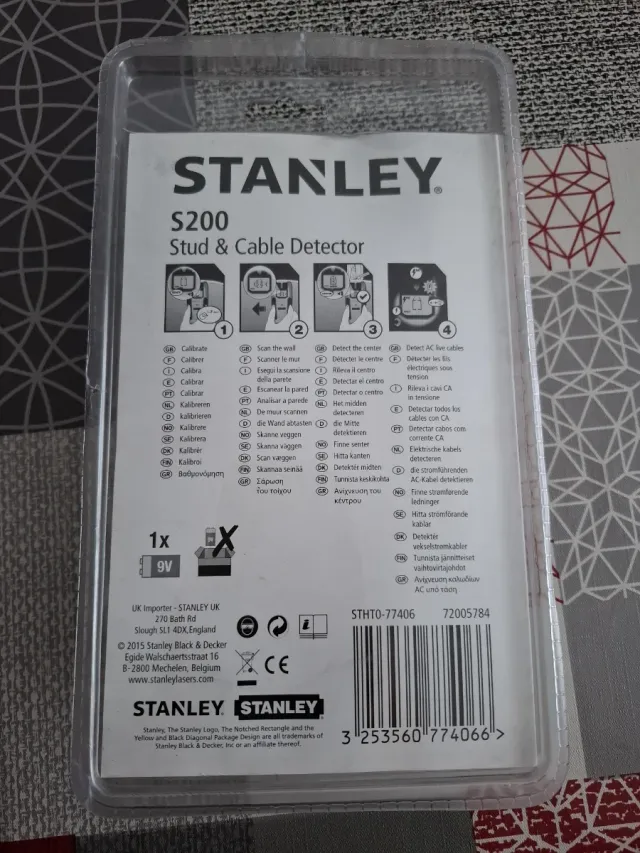 STANLEY®
S200
Stud & Cable Detector
1
2
3
4
GB Calibrate
F Calibrer
I Calibra
E Calibrar
PT Calibrar
NL Kalibreren
D kalibrieren
NO Kalibrere
SE Kalibrera
DK Kalibrér
FIN Kalibroi
GR Βαθμονόμηση
GB Scan the wall
F Scanner le mur
I Esegui la scansione
della parete
E Escanear la pared
PT Analisar a parede
NL De muur scannen
D die Wand abtasten
NO Skanne veggen
SE Skanna väggen
DK Scan væggen
FIN Skannaa seinää
GR Σάρωση
του τοίχου
GB Detect the center
F Détecter le centre
I Rileva il centro
E Detectar el centro
PT Detectar o centro
NL Het midden
detecteren
D die Mitte
detektieren
NO Finne senter
SE Hitta kanten
DK Detektér midten
FIN Tunnista keskikohta
GR Ανίχνευση του
κέντρου
GB Detect AC live cables
F Détecter les fils
électriques sous
tension
I Rileva i cavi CA
in tensione
E Detectar todos los
cables con CA
PT Detectar cabos com
corrente CA
NL Elektrische kabels
detecteren
D die stromführenden
AC-Kabel detektieren
NO Finne strømførende
ledninger
SE Hitta strömförande
kablar
DK Detektér
vekselstrømkabler
FIN Tunnista järmitteiset
vaihtovirtajohdot
GR Ανίχνευση καλωδίων
AC υπό τάση
1x
9V
UK Importer - STANLEY UK
270 Bath Rd
Slough SL1 4DX,England
© 2015 Stanley Black & Decker
Egide Walschaertsstraat 16
B-2800 Mechelen, Belgium
www.stanleylasers.com
i
CE
STANLEY. STANLEY
Stanley, The Stanley Logo, The Notched Rectangle and the
Yellow and Black Diagonal Package Design are all trademarks of
Stanley Black & Decker, Inc or an affiliate thereof.
STHT0-77406 72005784
3 253560 774066 >